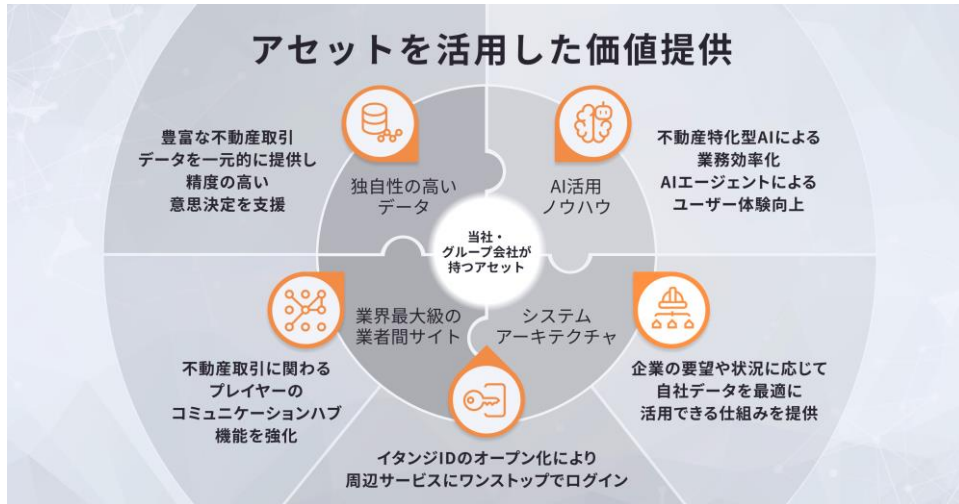 アセットを活用した価値提供
豊富な不動産取引
データを一元的に提供し
精度の高い
意思決定を支援
独自性の高い
データ
AI活用
ノウハウ
不動産特化型AIによる
業務効率化
AIエージェントによる
ユーザー体験向上
当社・
グループ会社が
持つアセット
業界最大級の
業者間サイト
システム
アーキテクチャ
不動産取引に関わる
プレイヤーの
コミュニケーションハブ
機能を強化
企業の要望や状況に応じて
自社データを最適に
活用できる仕組みを提供
イタンジIDのオープン化により
周辺サービスにワンストップでログイン